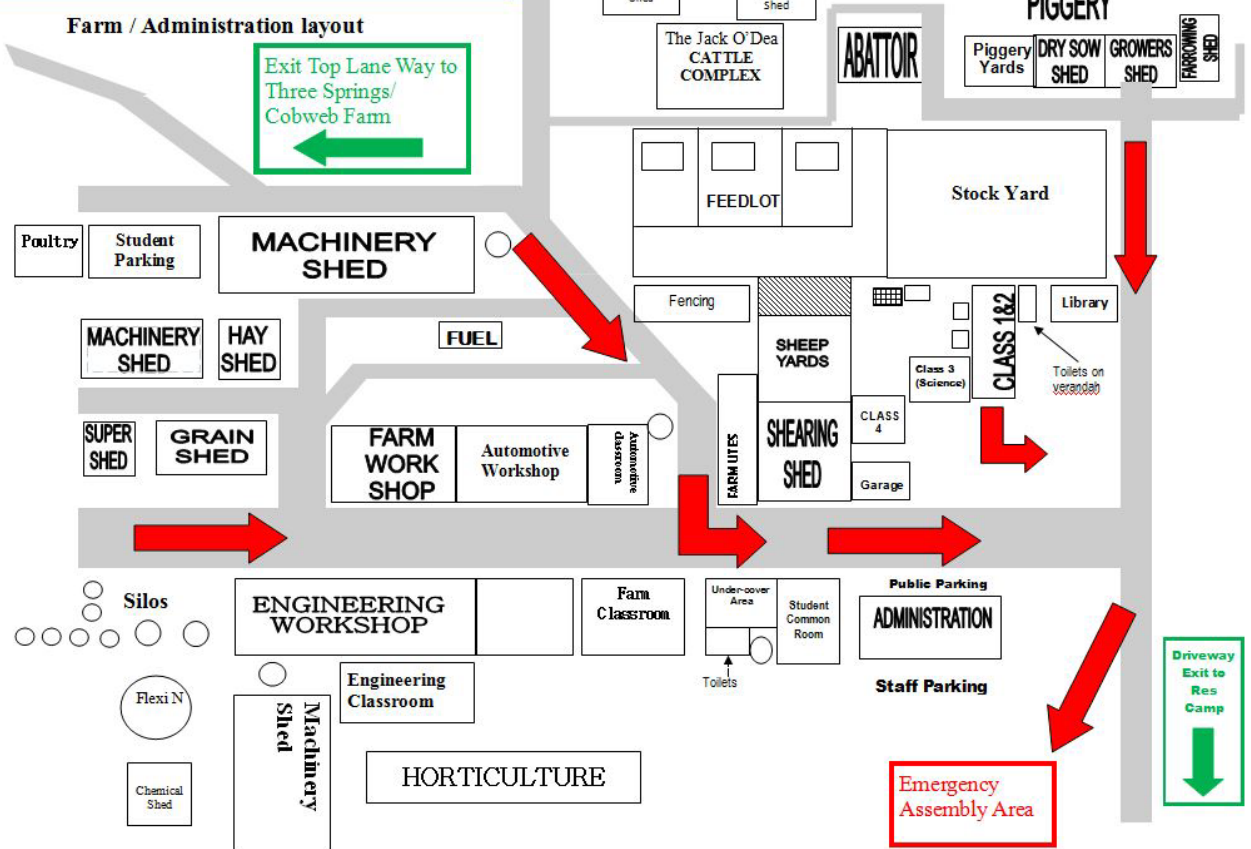 Shed
Shed
PIGGERY
Farm / Administration layout
Exit Top Lane Way to
Three Springs/
Cobweb Farm
The Jack O'Dea
CATTLE
COMPLEX
ABATTOIR
Piggery
Yards
DRY SOW
SHED
GROWERS
SHED
FARROWING
SHED
FEEDLOT
Stock Yard
Poultry
Student
Parking
MACHINERY
SHED
Fencing
Library
MACHINERY
SHED
HAY
SHED
FUEL
SHEEP
YARDS
CLASS 1&2
Class 3
(Science)
Toilets on
verandah
SUPER
SHED
GRAIN
SHED
FARM
WORK
SHOP
Automotive
Workshop
Automotive
classroom
FARM UTES
SHEARING
SHED
CLASS
4
Garage
Silos
ENGINEERING
WORKSHOP
Farm
Classroom
Under-cover
Area
Student
Common
Room
Toilets
Public Parking
ADMINISTRATION
Staff Parking
Driveway
Exit to
Res
Camp
Flexi N
Engineering
Classroom
Machinery
Shed
Chemical
Shed
HORTICULTURE
Emergency
Assembly Area